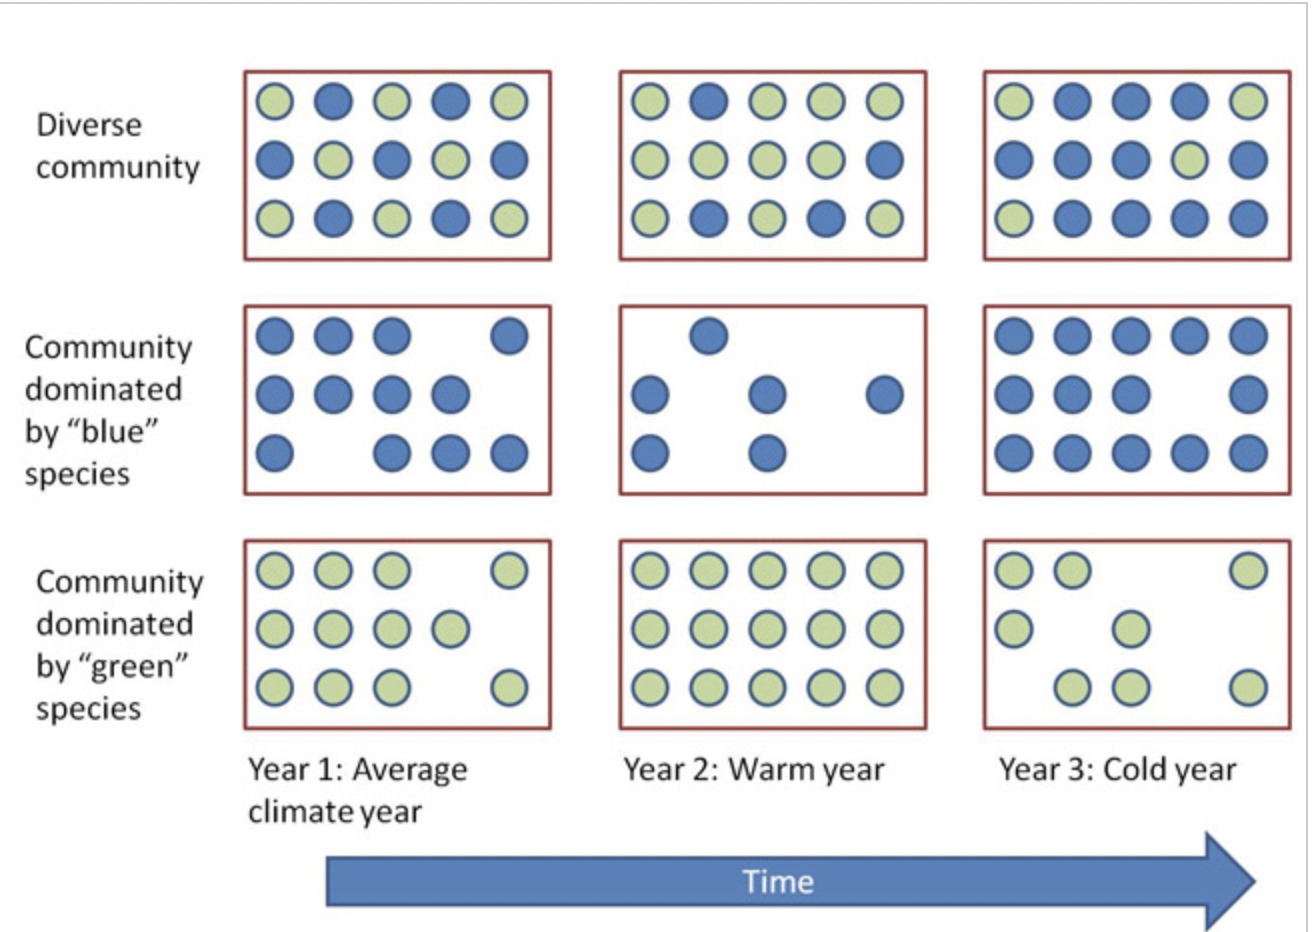 Diverse
community
Community
dominated
by “blue”
species
Community
dominated
by “green”
species
Year 1: Average
climate year
Year 2: Warm year
Year 3: Cold year
Time